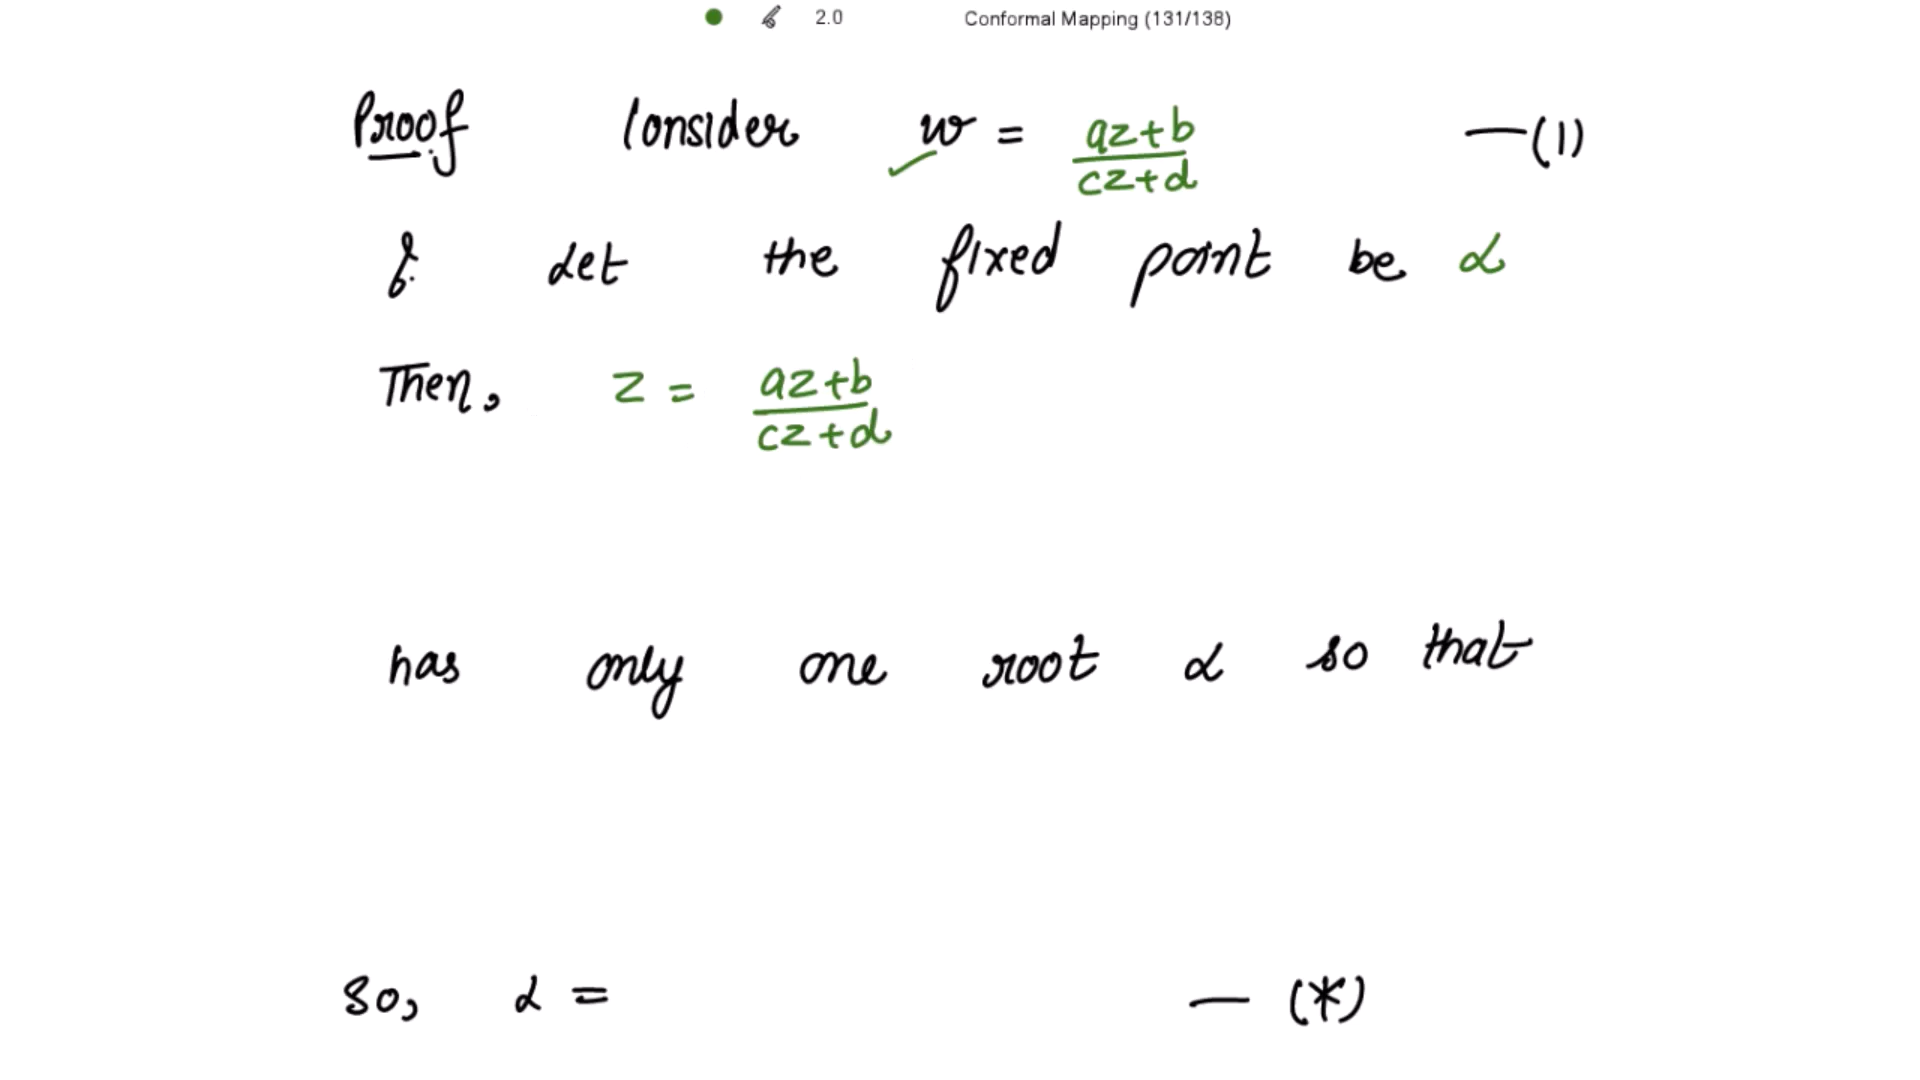 2.0 Conformal Mapping (131/138)
Proof Consider w = az+b / cz+d —(1)
& Let the fixed point be α
Then, z = az+b / cz+d
has only one root α so that
So, α = — (*)